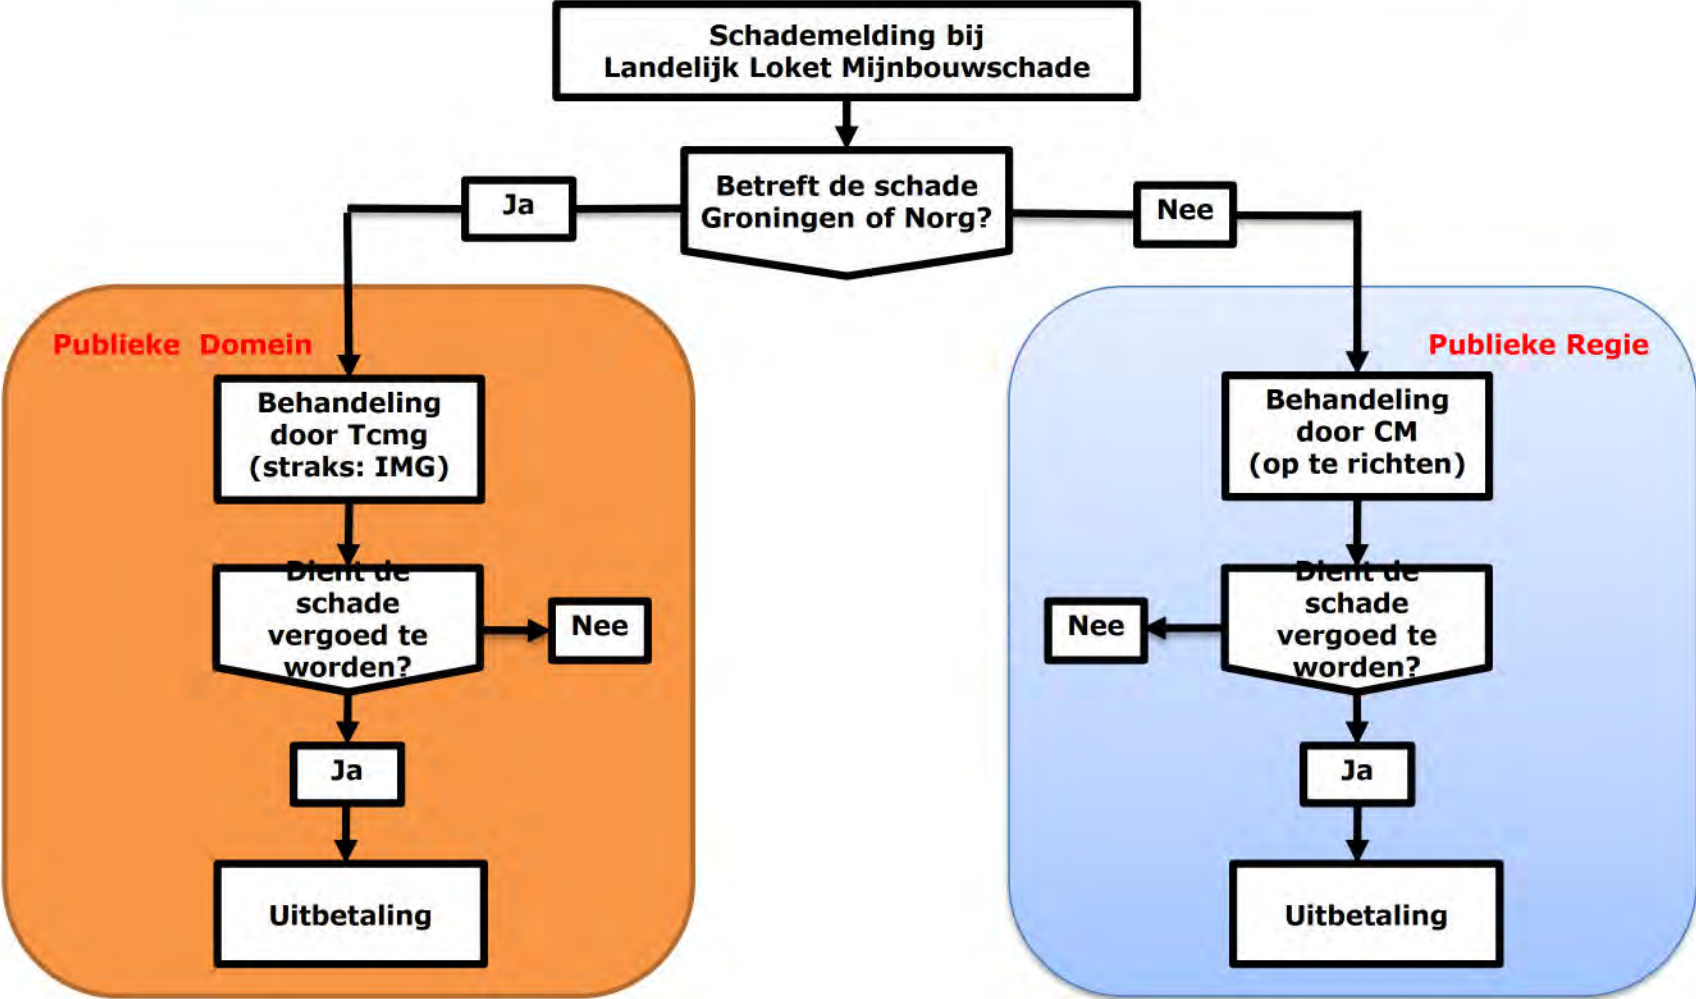 Schademelding bij
Landelijk Loket Mijnbouwschade
Betreft de schade
Groningen of Norg?
Ja
Nee
Publieke Domein
Behandeling
door Tcmg
(straks: IMG)
Dient de
schade
vergoed te
worden?
Nee
Ja
Uitbetaling
Publieke Regie
Behandeling
door CM
(op te richten)
Dient de
schade
vergoed te
worden?
Nee
Ja
Uitbetaling